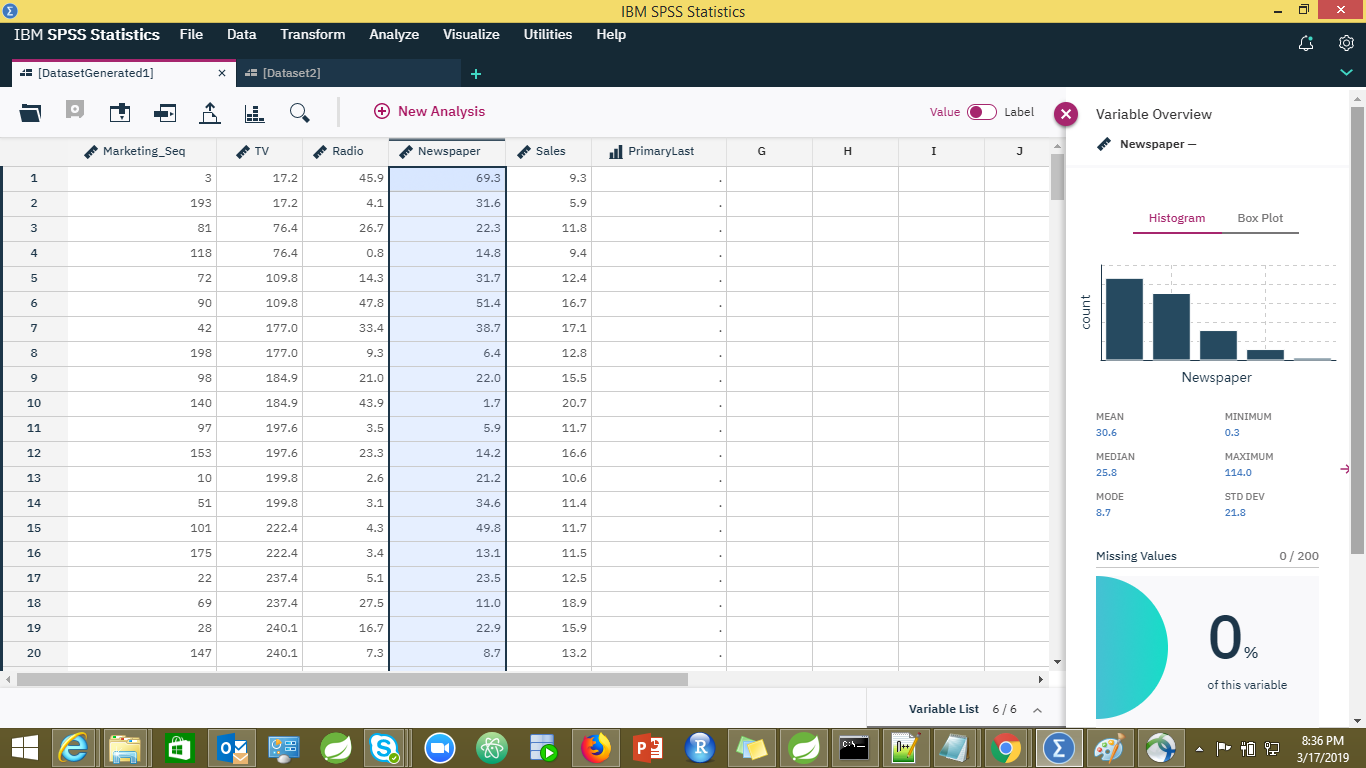 IBM SPSS Statistics
IBM SPSS Statistics File Data Transform Analyze Visualize Utilities Help
[DatasetGenerated1] × [Dataset2] +
New Analysis Value Label
Marketing_Seq TV Radio Newspaper Sales PrimaryLast G H I J
1 3 17.2 45.9 69.3 9.3 .
2 193 17.2 4.1 31.6 5.9 .
3 81 76.4 26.7 22.3 11.8 .
4 118 76.4 0.8 14.8 9.4 .
5 72 109.8 14.3 31.7 12.4 .
6 90 109.8 47.8 51.4 16.7 .
7 42 177.0 33.4 38.7 17.1 .
8 198 177.0 9.3 6.4 12.8 .
9 98 184.9 21.0 22.0 15.5 .
10 140 184.9 43.9 1.7 20.7 .
11 97 197.6 3.5 5.9 11.7 .
12 153 197.6 23.3 14.2 16.6 .
13 10 199.8 2.6 21.2 10.6 .
14 51 199.8 3.1 34.6 11.4 .
15 101 222.4 4.3 49.8 11.7 .
16 175 222.4 3.4 13.1 11.5 .
17 22 237.4 5.1 23.5 12.5 .
18 69 237.4 27.5 11.0 18.9 .
19 28 240.1 16.7 22.9 15.9 .
20 147 240.1 7.3 8.7 13.2 .
Variable List 6 / 6
Variable Overview
Newspaper —
Histogram Box Plot
count
Newspaper
MEAN MINIMUM
30.6 0.3
MEDIAN MAXIMUM
25.8 114.0
MODE STD DEV
8.7 21.8
Missing Values 0 / 200
0 %
of this variable
8:36 PM
3/17/2019